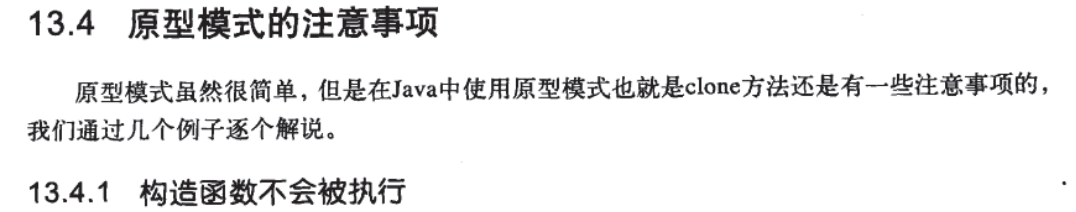 13.4 原型模式的注意事项
原型模式虽然很简单，但是在Java中使用原型模式也就是clone方法还是有一些注意事项的，
我们通过几个例子逐个解说。
13.4.1 构造函数不会被执行